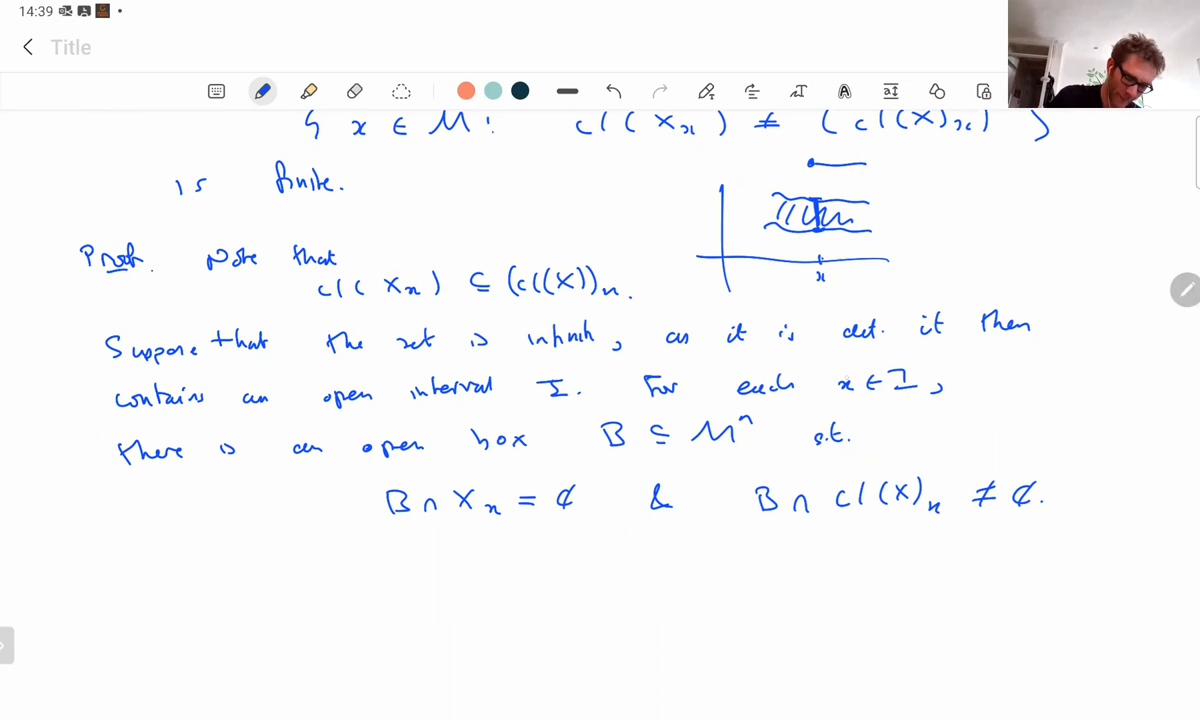 14:39
Title
{ x ∈ M : cl(X_x) ≠ (cl(X)_x) }
is finite.
x
Proof. Note that
cl(X_x) ⊆ (cl(X))_x.
Suppose that the set is infinite, as it is def. it then
contains an open interval I. For each x ∈ I,
there is an open box B ⊆ M^n s.t.
B ∩ X_x = ∅ & B ∩ cl(X)_x ≠ ∅.